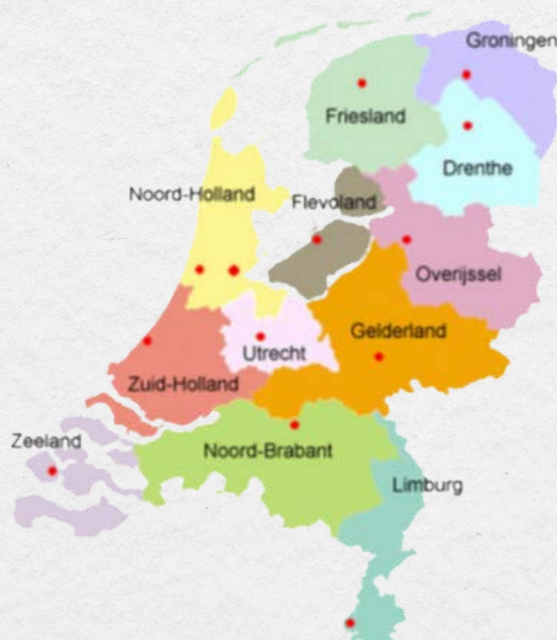 Groningen
Friesland
Drenthe
Noord-Holland
Flevoland
Overijssel
Gelderland
Utrecht
Zuid-Holland
Zeeland
Noord-Brabant
Limburg